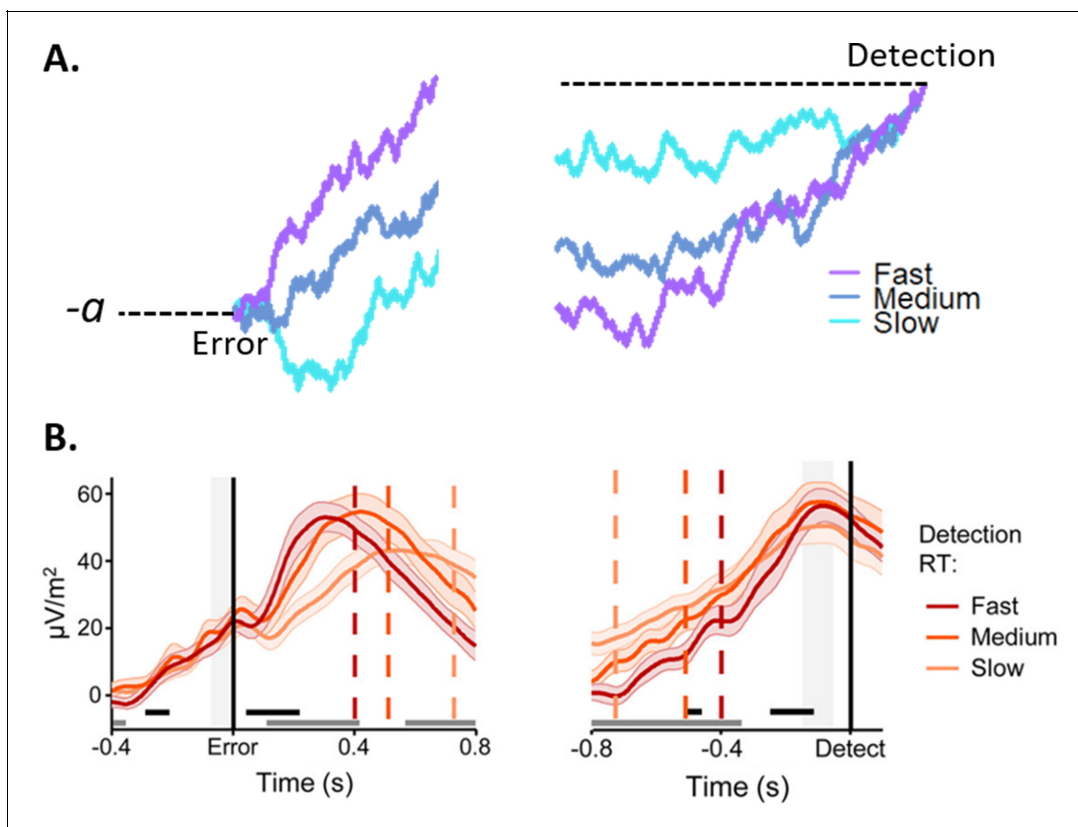 A.
Detection
-a
Error
Fast
Medium
Slow
B.
µV/m²
60
40
20
0
-0.4
Error
0.4
0.8
Time (s)
-0.8
-0.4
Detect
Time (s)
Detection
RT:
Fast
Medium
Slow